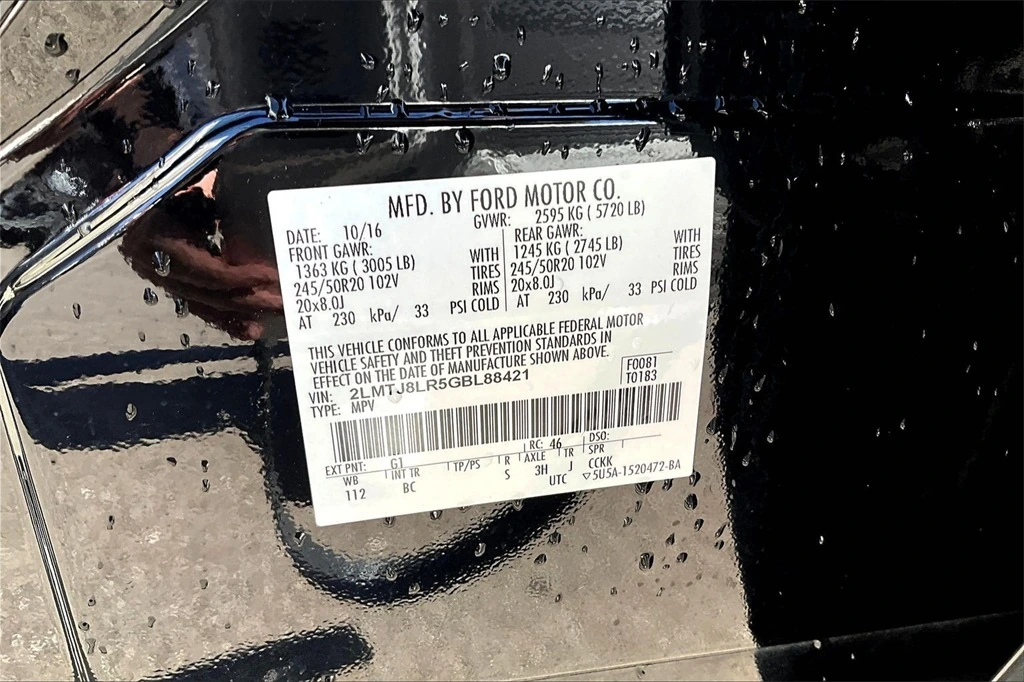 MFD. BY FORD MOTOR CO.
DATE: 10/16 GVWR: 2595 KG ( 5720 LB)
FRONT GAWR: REAR GAWR:
1363 KG ( 3005 LB) WITH 1245 KG ( 2745 LB) WITH
245/50R20 102V TIRES 245/50R20 102V TIRES
20x8.0J RIMS 20x8.0J RIMS
AT 230 kPa/ 33 PSI COLD AT 230 kPa/ 33 PSI COLD
THIS VEHICLE CONFORMS TO ALL APPLICABLE FEDERAL MOTOR
VEHICLE SAFETY AND THEFT PREVENTION STANDARDS IN
EFFECT ON THE DATE OF MANUFACTURE SHOWN ABOVE.
VIN: 2LMTJ8LR5GBL88421 F0081
TYPE: MPV T0183
EXT PNT: G1 RC: 46 DSO:
WB INT TR TP/PS R AXLE TR SPR
112 BC S 3H J CCKK
UTC ▽5U5A-1520472-BA